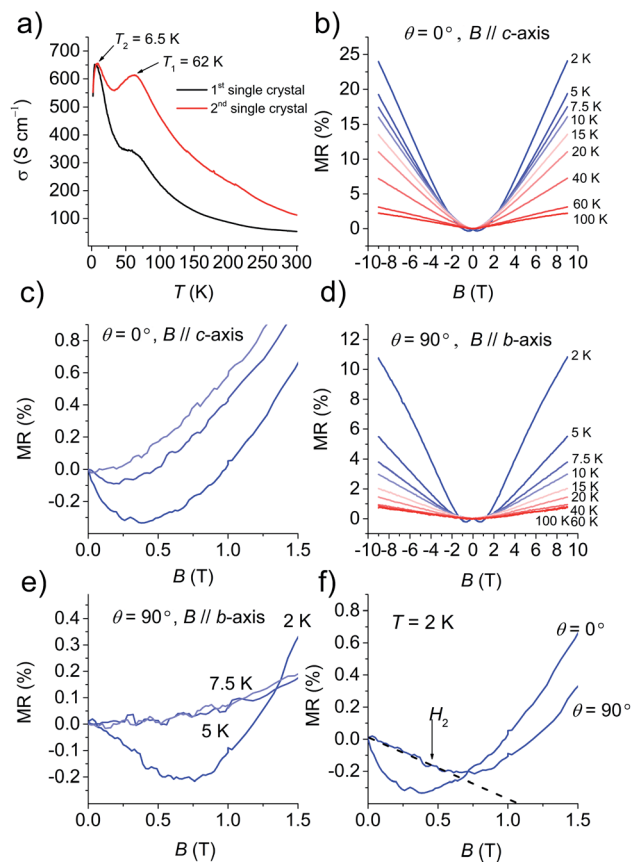 a)
T₂ = 6.5 K
T₁ = 62 K
1st single crystal
2nd single crystal
700
600
500
400
300
200
100
σ (S cm⁻¹)
0 50 100 150 200 250 300
T (K)
b)
θ = 0°, B // c-axis
25
20
15
10
5
0
MR (%)
2 K
5 K
7.5 K
10 K
15 K
20 K
40 K
60 K
100 K
-10 -8 -6 -4 -2 0 2 4 6 8 10
B (T)
c)
θ = 0°, B // c-axis
0.8
0.6
0.4
0.2
0.0
-0.2
MR (%)
0.0 0.5 1.0 1.5
B (T)
d)
θ = 90°, B // b-axis
12
10
8
6
4
2
0
MR (%)
2 K
5 K
7.5 K
10 K
15 K
20 K
40 K
100 K 60 K
-10 -8 -6 -4 -2 0 2 4 6 8 10
B (T)
e)
θ = 90°, B // b-axis
2 K
7.5 K
5 K
0.4
0.3
0.2
0.1
0.0
-0.1
-0.2
MR (%)
0.0 0.5 1.0 1.5
B (T)
f)
T = 2 K
θ = 0°
θ = 90°
H₂
0.8
0.6
0.4
0.2
0.0
-0.2
MR (%)
0.0 0.5 1.0 1.5
B (T)